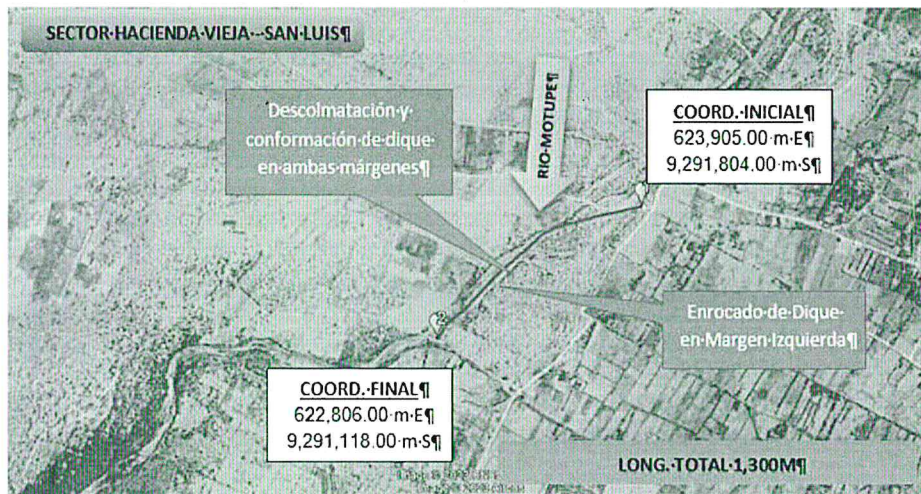 SECTOR·HACIENDA·VIEJA·-·SAN·LUIS¶
Descolmatación·y·
conformación·de·dique·
en·ambas·márgenes¶
RIO·MOTUPE¶
COORD.·INICIAL¶
623,905.00·m·E¶
9,291,804.00·m·S¶
Enrocado·de·Dique·
en·Margen·Izquierda¶
COORD.·FINAL¶
622,806.00·m·E¶
9,291,118.00·m·S¶
LONG.·TOTAL·1,300M¶